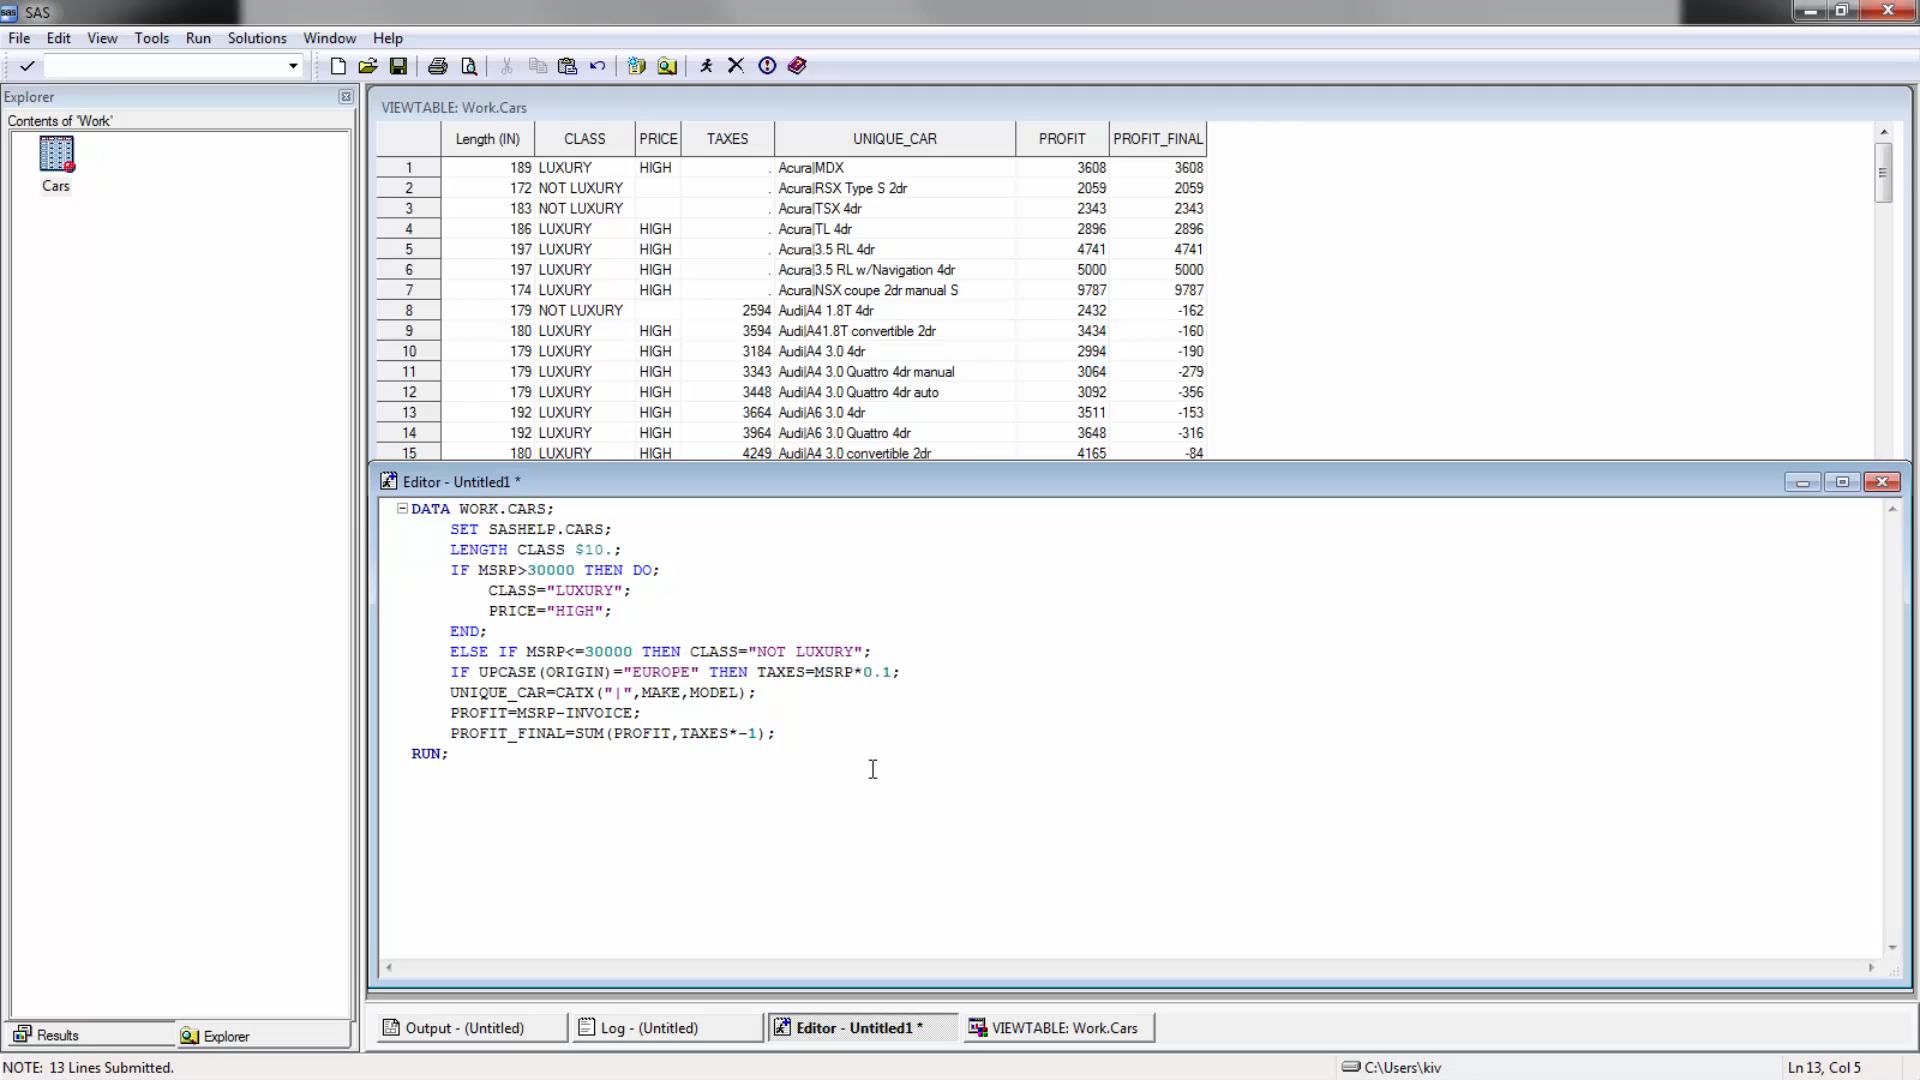 SAS
File Edit View Tools Run Solutions Window Help
Explorer
Contents of 'Work'
Cars
VIEWTABLE: Work.Cars
Length (IN) CLASS PRICE TAXES UNIQUE_CAR PROFIT PROFIT_FINAL
1 189 LUXURY HIGH . Acura|MDX 3608 3608
2 172 NOT LUXURY . Acura|RSX Type S 2dr 2059 2059
3 183 NOT LUXURY . Acura|TSX 4dr 2343 2343
4 186 LUXURY HIGH . Acura|TL 4dr 2896 2896
5 197 LUXURY HIGH . Acura|3.5 RL 4dr 4741 4741
6 197 LUXURY HIGH . Acura|3.5 RL w/Navigation 4dr 5000 5000
7 174 LUXURY HIGH . Acura|NSX coupe 2dr manual S 9787 9787
8 179 NOT LUXURY 2594 Audi|A4 1.8T 4dr 2432 -162
9 180 LUXURY HIGH 3594 Audi|A41.8T convertible 2dr 3434 -160
10 179 LUXURY HIGH 3184 Audi|A4 3.0 4dr 2994 -190
11 179 LUXURY HIGH 3343 Audi|A4 3.0 Quattro 4dr manual 3064 -279
12 179 LUXURY HIGH 3448 Audi|A4 3.0 Quattro 4dr auto 3092 -356
13 192 LUXURY HIGH 3664 Audi|A6 3.0 4dr 3511 -153
14 192 LUXURY HIGH 3964 Audi|A6 3.0 Quattro 4dr 3648 -316
15 180 LUXURY HIGH 4249 Audi|A4 3.0 convertible 2dr 4165 -84
Editor - Untitled1 *
DATA WORK.CARS;
SET SASHELP.CARS;
LENGTH CLASS $10.;
IF MSRP>30000 THEN DO;
CLASS="LUXURY";
PRICE="HIGH";
END;
ELSE IF MSRP<=30000 THEN CLASS="NOT LUXURY";
IF UPCASE(ORIGIN)="EUROPE" THEN TAXES=MSRP*0.1;
UNIQUE_CAR=CATX("|",MAKE,MODEL);
PROFIT=MSRP-INVOICE;
PROFIT_FINAL=SUM(PROFIT,TAXES*-1);
RUN;
Results Explorer
Output - (Untitled) Log - (Untitled) Editor - Untitled1 * VIEWTABLE: Work.Cars
NOTE: 13 Lines Submitted. C:\Users\kiv Ln 13, Col 5